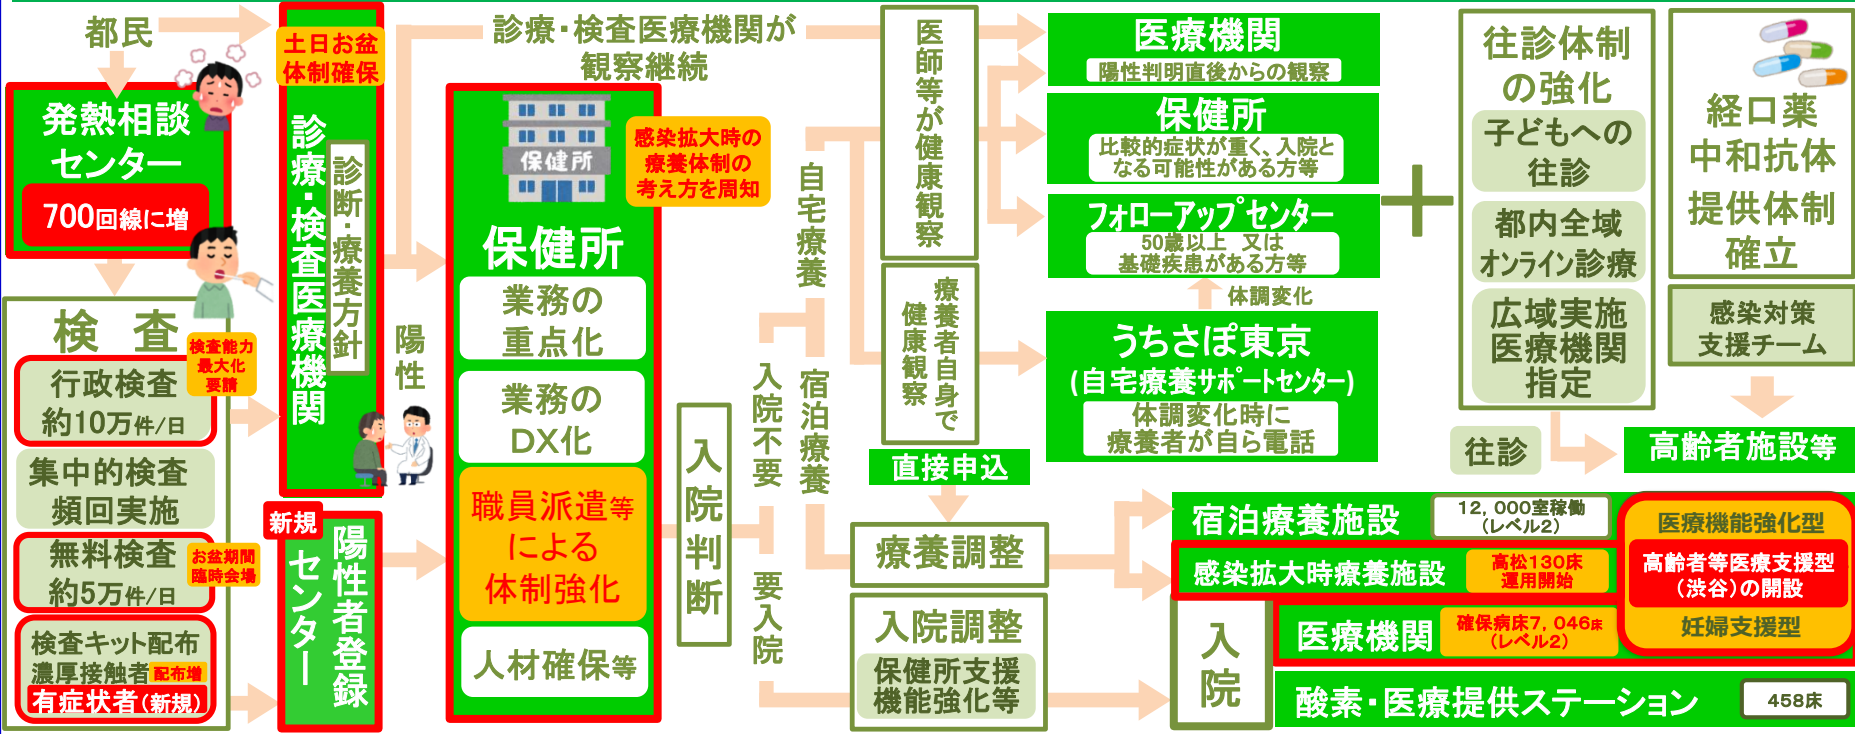 都民
発熱相談
センター
700回線に増
検 査
検査能力
最大化
要請
行政検査
約10万件/日
集中的検査
頻回実施
無料検査
約5万件/日
お盆期間
臨時会場
検査キット配布
濃厚接触者
配布増
有症状者(新規)
土日お盆
体制確保
診療・検査医療機関
診断・療養方針
新規
陽性者登録
センター
陽性
診療・検査医療機関が
観察継続
保健所
感染拡大時の
療養体制の
考え方を周知
保健所
業務の
重点化
業務の
DX化
職員派遣等
による
体制強化
人材確保等
入院判断
入院不要
要入院
自宅療養
宿泊療養
医師等が健康観察
療養者自身で
健康観察
直接申込
療養調整
入院調整
保健所支援
機能強化等
医療機関
陽性判明直後からの観察
保健所
比較的症状が重く、入院と
なる可能性がある方等
フォローアップセンター
50歳以上 又は
基礎疾患がある方等
体調変化
うちさぽ東京
(自宅療養サポートセンター)
体調変化時に
療養者が自ら電話
往診体制
の強化
子どもへの
往診
都内全域
オンライン診療
広域実施
医療機関
指定
経口薬
中和抗体
提供体制
確立
感染対策
支援チーム
往診
高齢者施設等
宿泊療養施設
12,000室稼働
(レベル2)
感染拡大時療養施設
高松130床
運用開始
入院
医療機関
確保病床7,046床
(レベル2)
医療機能強化型
高齢者等医療支援型
(渋谷)の開設
妊婦支援型
酸素・医療提供ステーション
458床